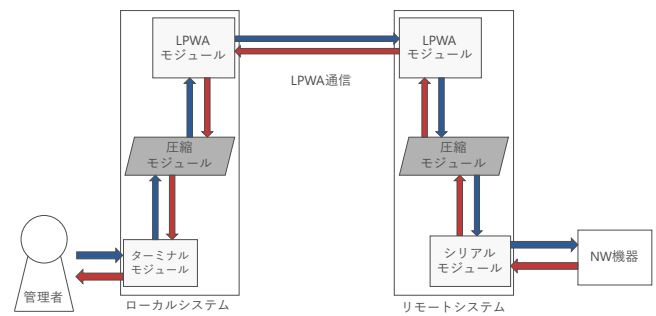 LPWA
モジュール
LPWA
モジュール
LPWA通信
圧縮
モジュール
圧縮
モジュール
ターミナル
モジュール
シリアル
モジュール
NW機器
管理者
ローカルシステム
リモートシステム